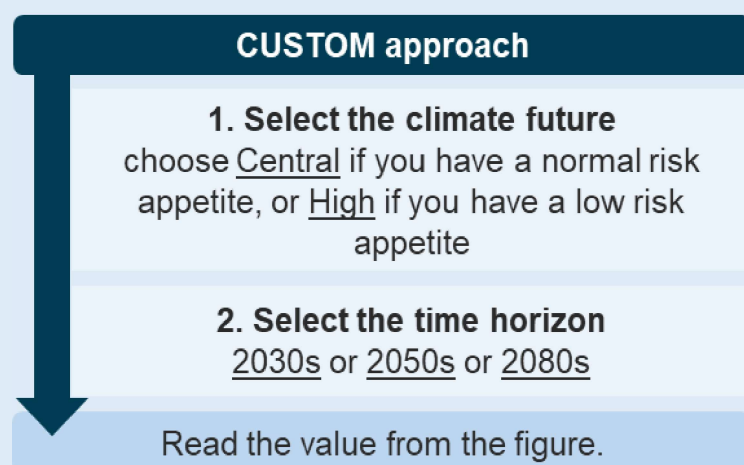 CUSTOM approach
1. Select the climate future
choose Central if you have a normal risk
appetite, or High if you have a low risk
appetite
2. Select the time horizon
2030s or 2050s or 2080s
Read the value from the figure.